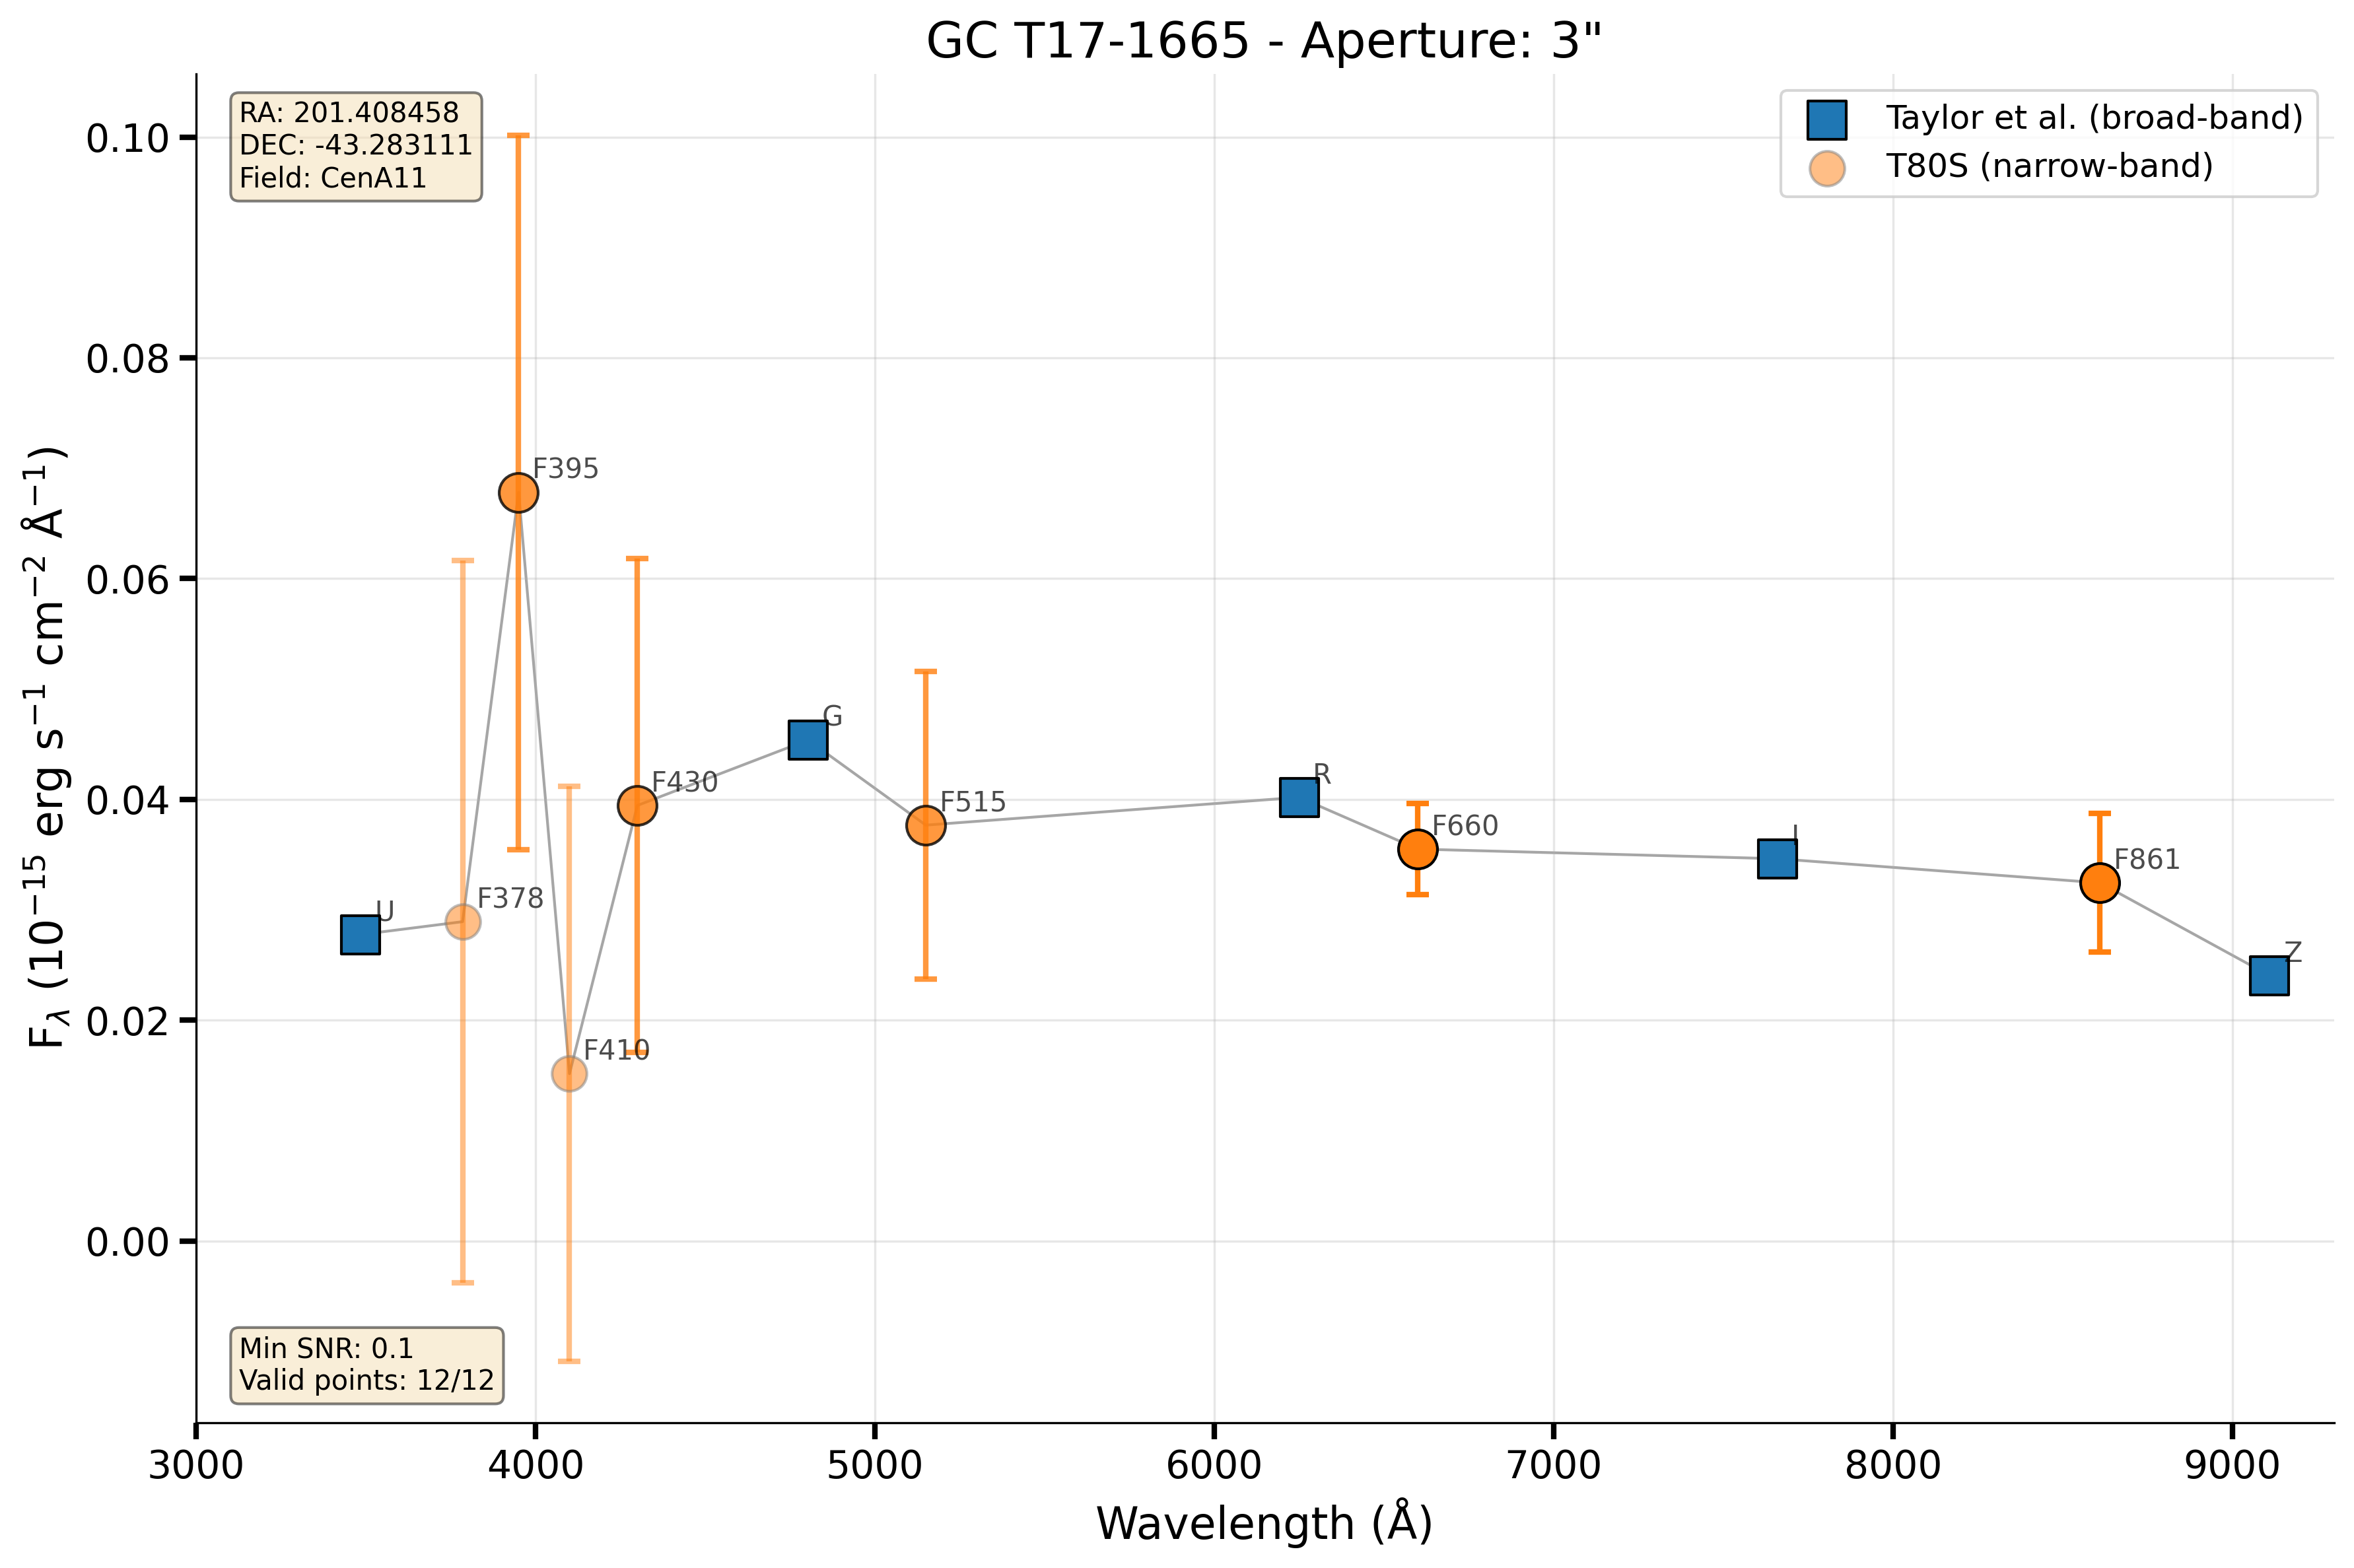 GC T17-1665 - Aperture: 3"
RA: 201.408458
DEC: -43.283111
Field: CenA11
Taylor et al. (broad-band)
T80S (narrow-band)
0.10
0.08
0.06
0.04
0.02
0.00
F$_{λ}$ (10$^{−15}$ erg s$^{−1}$ cm$^{−2}$ Å$^{−1}$)
F395
G
R
F430
F515
F660
I
F861
F378
U
Z
F410
Min SNR: 0.1
Valid points: 12/12
3000 4000 5000 6000 7000 8000 9000
Wavelength (Å)